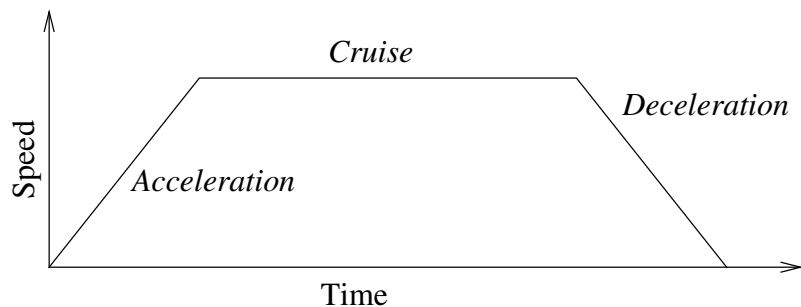 Cruise
Deceleration
Speed
Acceleration
Time